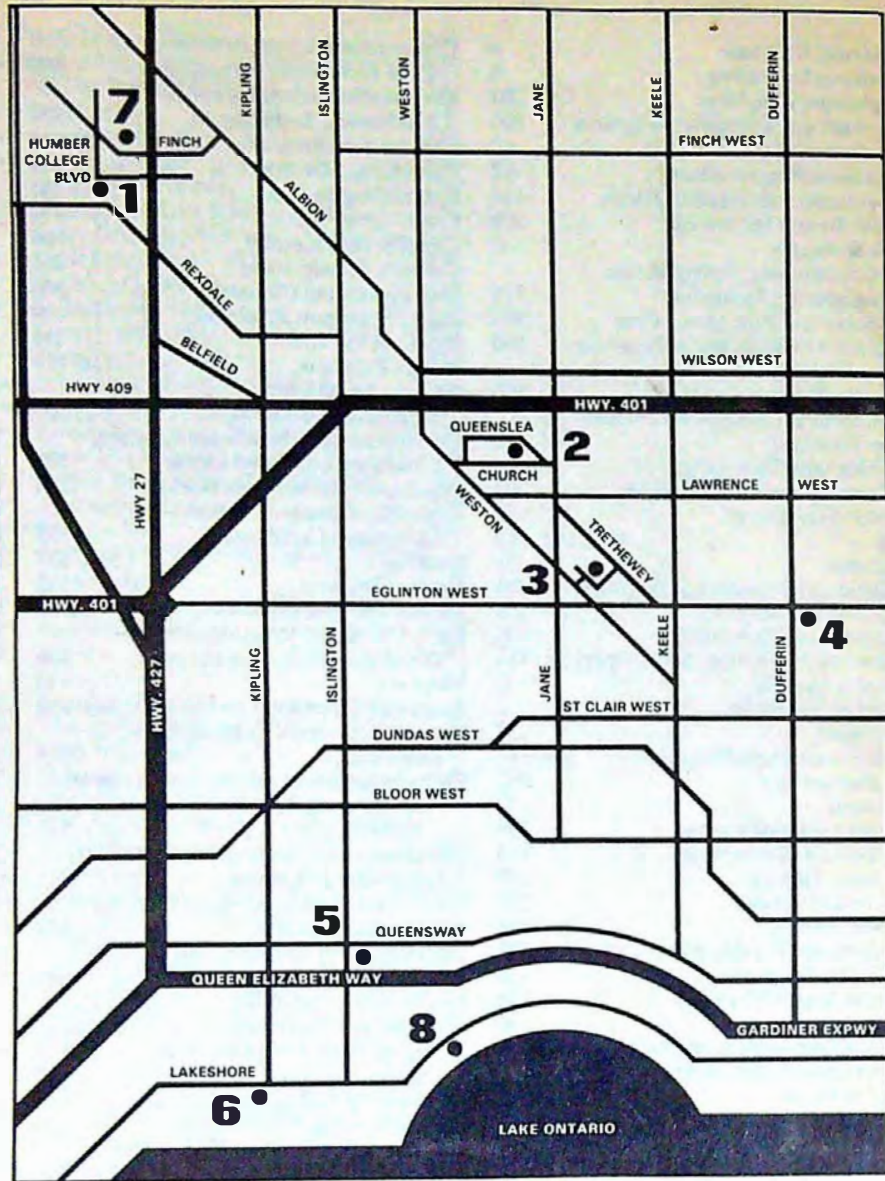 KIPLING
ISLINGTON
WESTON
JANE
KEELE
DUFFERIN
7
HUMBER
COLLEGE
BLVD
FINCH
FINCH WEST
1
ALBION
REXDALE
BELFIELD
WILSON WEST
HWY 409
HWY. 401
QUEENSLEA
2
CHURCH
HWY 27
WESTON
LAWRENCE WEST
TRETHEWEY
3
HWY. 401
EGLINTON WEST
4
HWY. 427
KIPLING
ISLINGTON
JANE
KEELE
DUFFERIN
ST CLAIR WEST
DUNDAS WEST
BLOOR WEST
5
QUEENSWAY
QUEEN ELIZABETH WAY
GARDINER EXPWY
8
LAKESHORE
6
LAKE ONTARIO